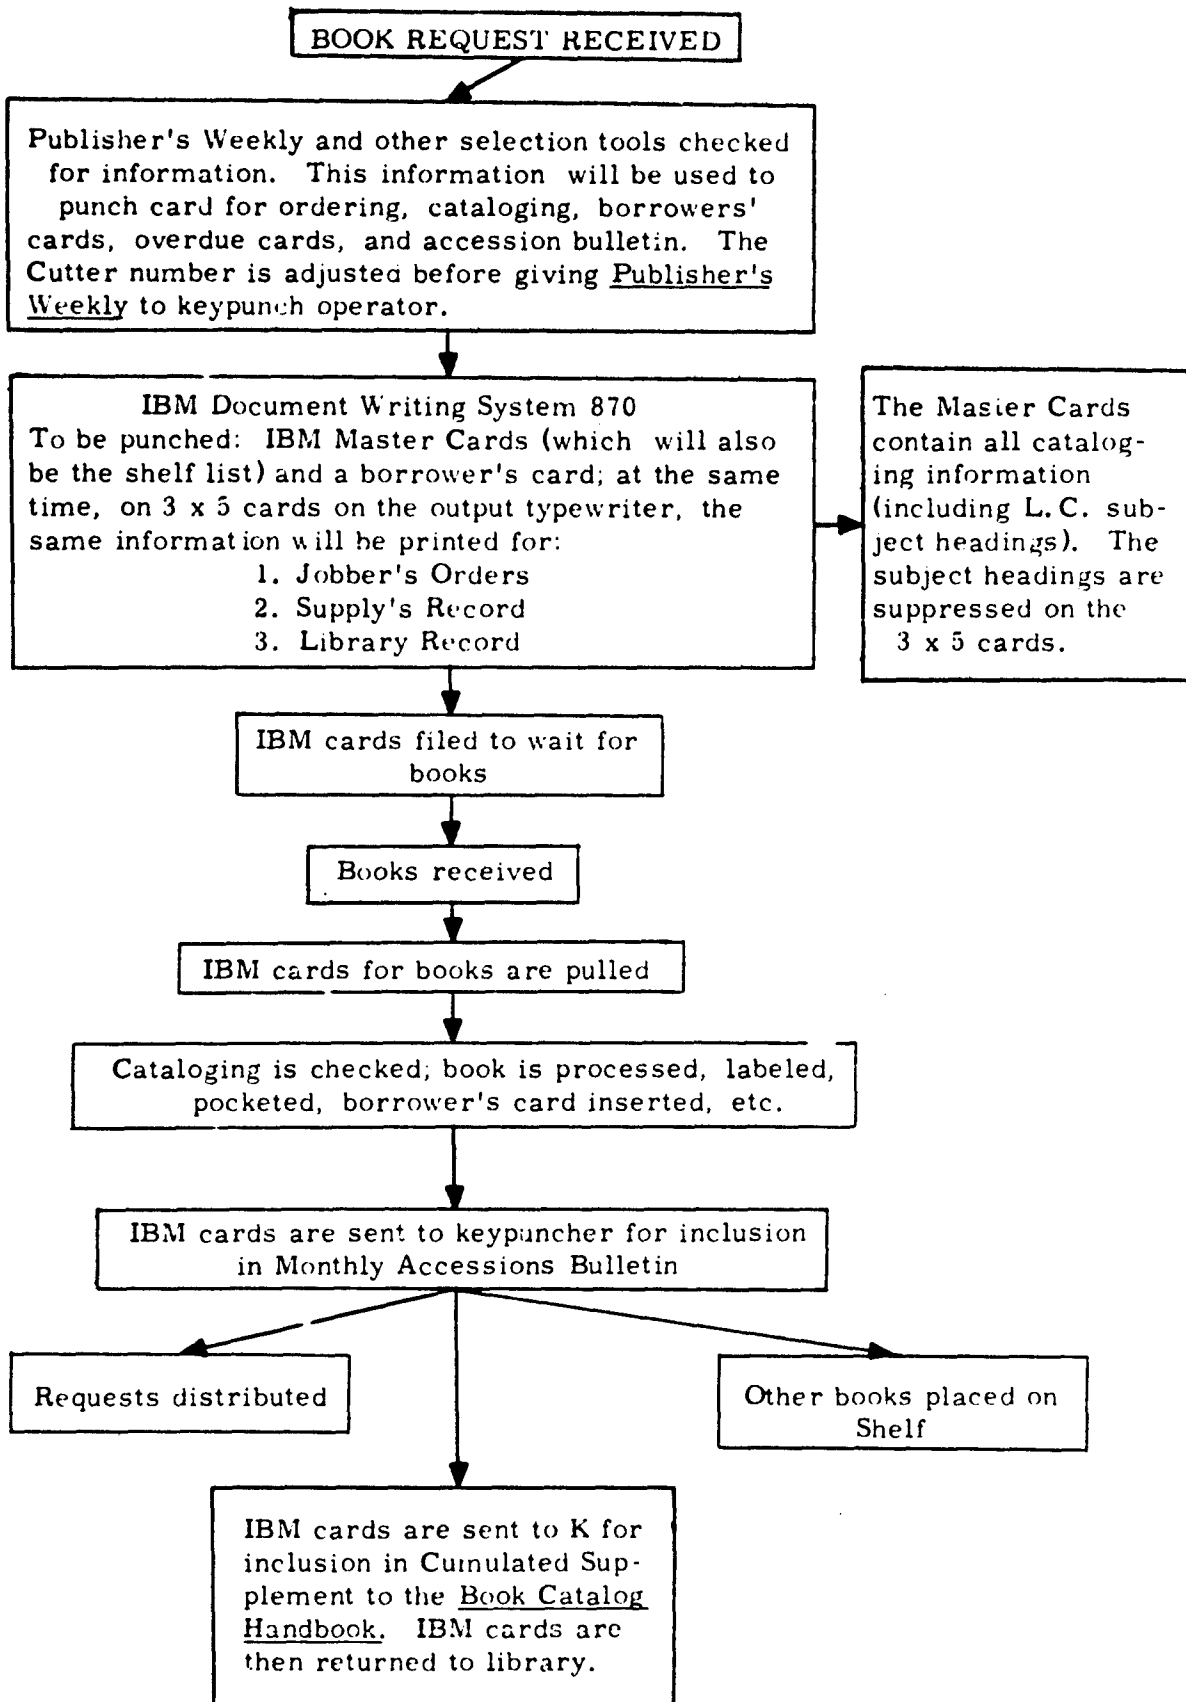 BOOK REQUEST RECEIVED
Publisher's Weekly and other selection tools checked
for information. This information will be used to
punch card for ordering, cataloging, borrowers'
cards, overdue cards, and accession bulletin. The
Cutter number is adjusted before giving Publisher's
Weekly to keypunch operator.
IBM Document Writing System 870
To be punched: IBM Master Cards (which will also
be the shelf list) and a borrower's card; at the same
time, on 3 x 5 cards on the output typewriter, the
same information will be printed for:
1. Jobber's Orders
2. Supply's Record
3. Library Record
The Master Cards
contain all catalog-
ing information
(including L.C. sub-
ject headings). The
subject headings are
suppressed on the
3 x 5 cards.
IBM cards filed to wait for
books
Books received
IBM cards for books are pulled
Cataloging is checked; book is processed, labeled,
pocketed, borrower's card inserted, etc.
IBM cards are sent to keypuncher for inclusion
in Monthly Accessions Bulletin
Requests distributed
Other books placed on
Shelf
IBM cards are sent to K for
inclusion in Cumulated Sup-
plement to the Book Catalog
Handbook. IBM cards are
then returned to library.